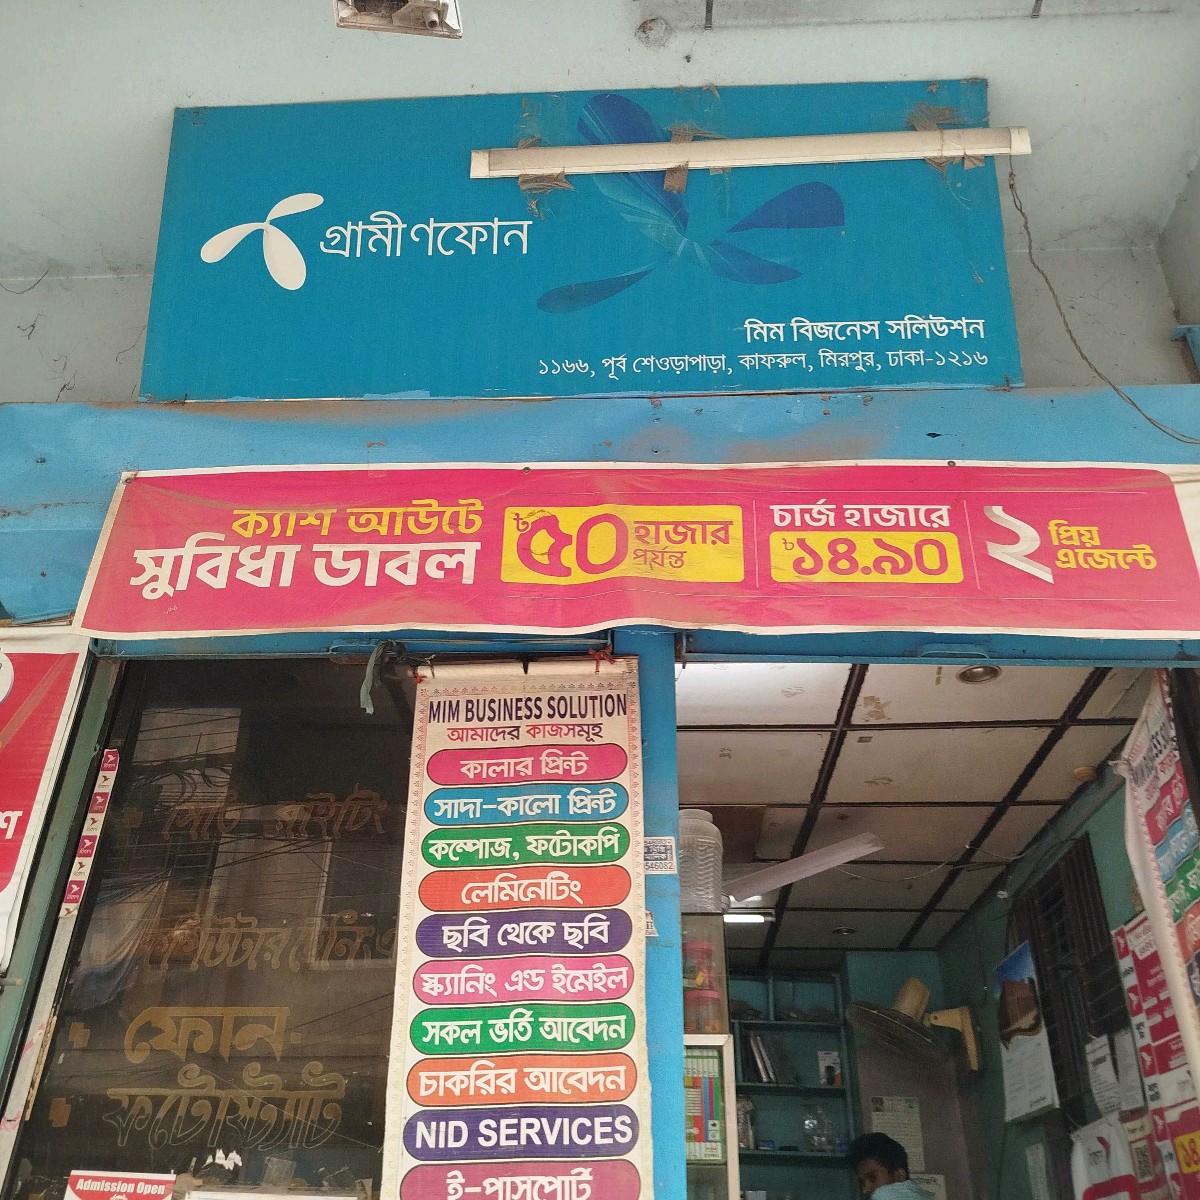 গ্রামীণফোন
মিম বিজনেস সলিউশন
১১৬৬, পূর্ব শেওড়াপাড়া, কাফরুল, মিরপুর, ঢাকা-১২১৬
ক্যাশ আউটে
সুবিধা ডাবল
৳৫০ হাজার পর্যন্ত
চার্জ হাজারে
৳১৪.৯০
২ প্রিয় এজেন্টে
MIM BUSINESS SOLUTION
আমাদের কাজসমূহ
কালার প্রিন্ট
সাদা-কালো প্রিন্ট
কম্পোজ, ফটোকপি
লেমিনেটিং
ছবি থেকে ছবি
স্ক্যানিং এন্ড ইমেইল
সকল ভর্তি আবেদন
চাকরির আবেদন
NID SERVICES
ই-পাসপোর্ট
ফোন
ফটোস্ট্যাট
Admission Open